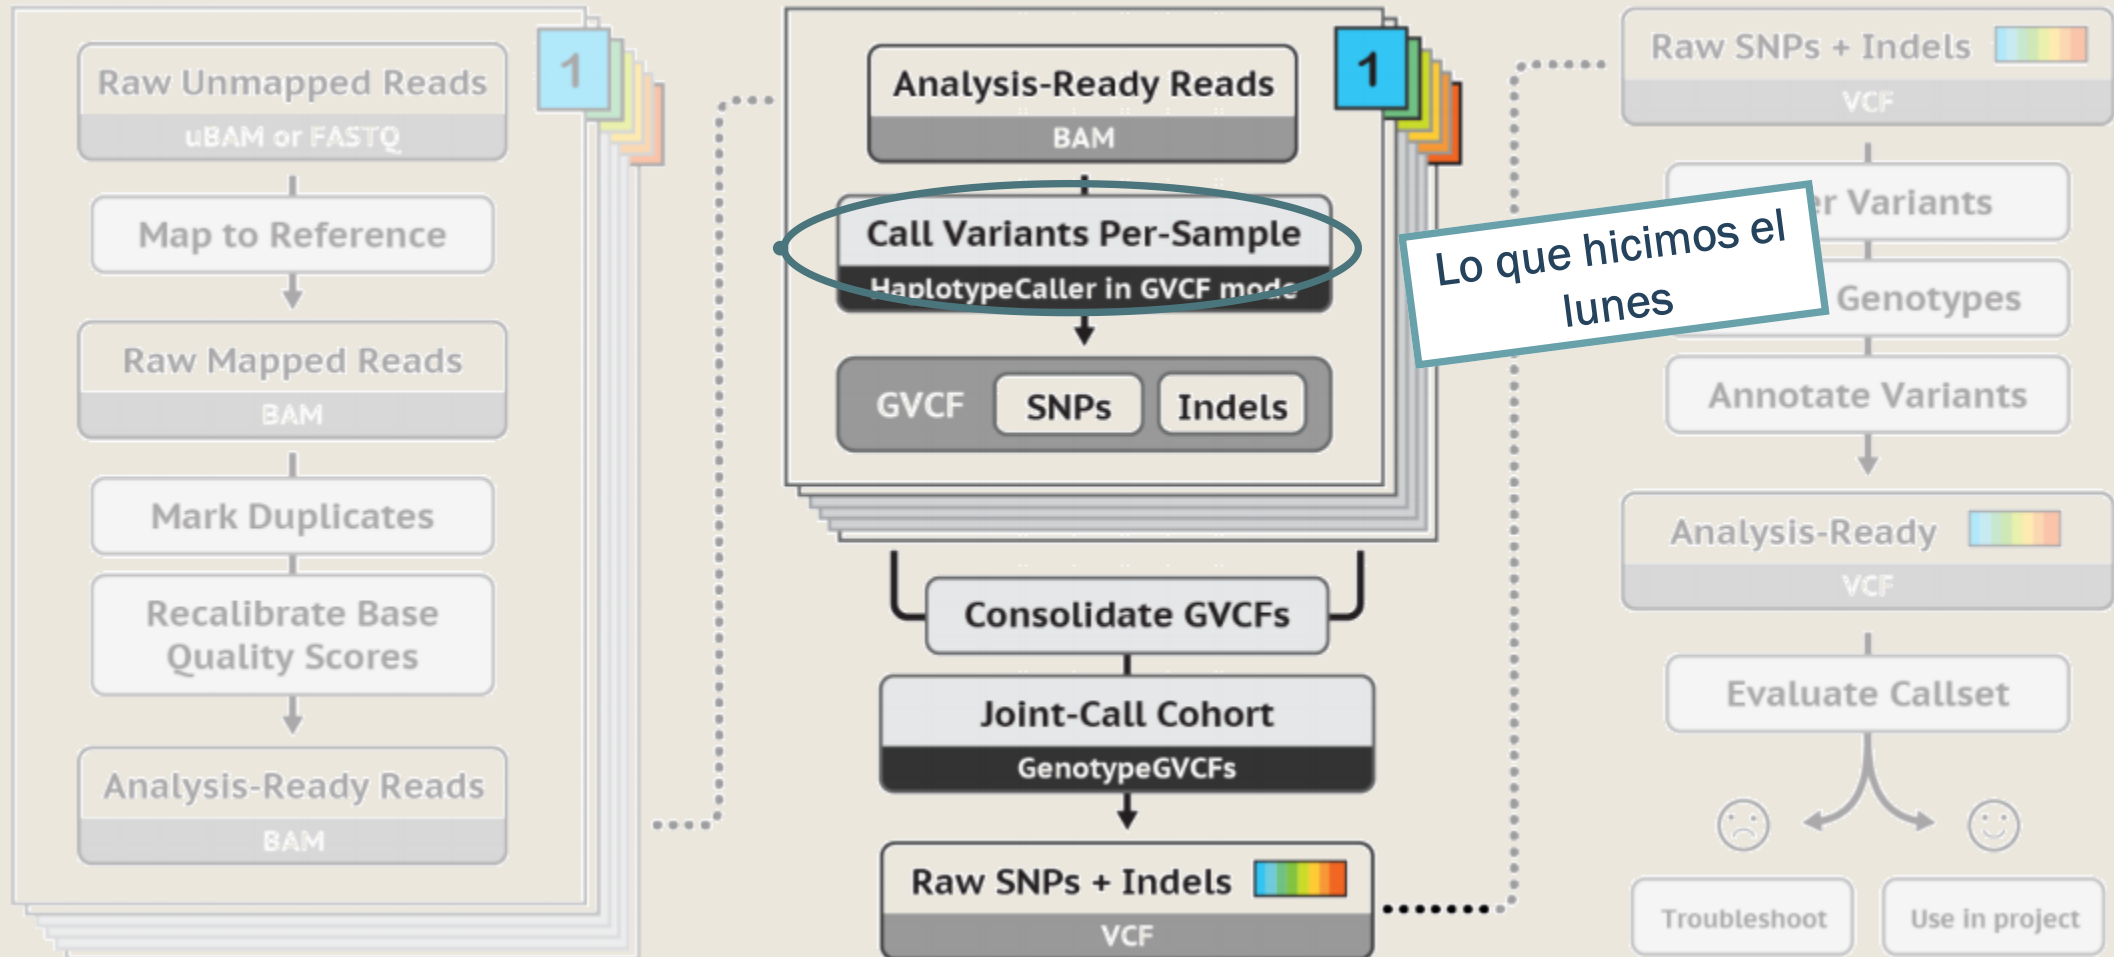 Raw Unmapped Reads
uBAM or FASTQ
1
Map to Reference
Raw Mapped Reads
BAM
Mark Duplicates
Recalibrate Base
Quality Scores
Analysis-Ready Reads
BAM
Analysis-Ready Reads
BAM
1
Call Variants Per-Sample
HaplotypeCaller in GVCF mode
GVCF SNPs Indels
Consolidate GVCFs
Joint-Call Cohort
GenotypeGVCFs
Raw SNPs + Indels
VCF
Lo que hicimos el
lunes
Raw SNPs + Indels
VCF
Variants
Genotypes
Annotate Variants
Analysis-Ready
VCF
Evaluate Callset
Troubleshoot
Use in project